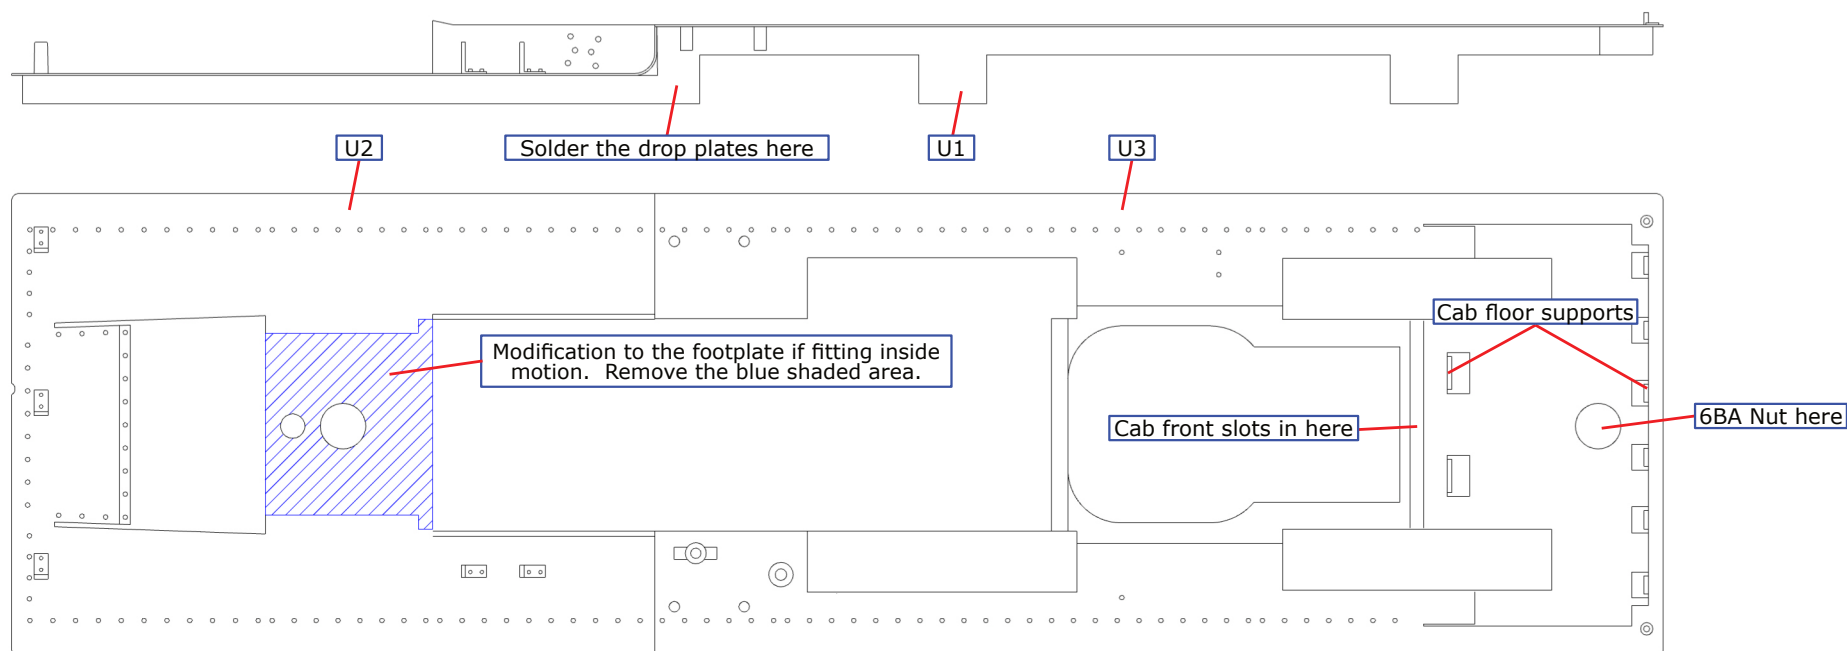 U2
Solder the drop plates here
U1
U3
Cab floor supports
Modification to the footplate if fitting inside
motion. Remove the blue shaded area.
Cab front slots in here
6BA Nut here